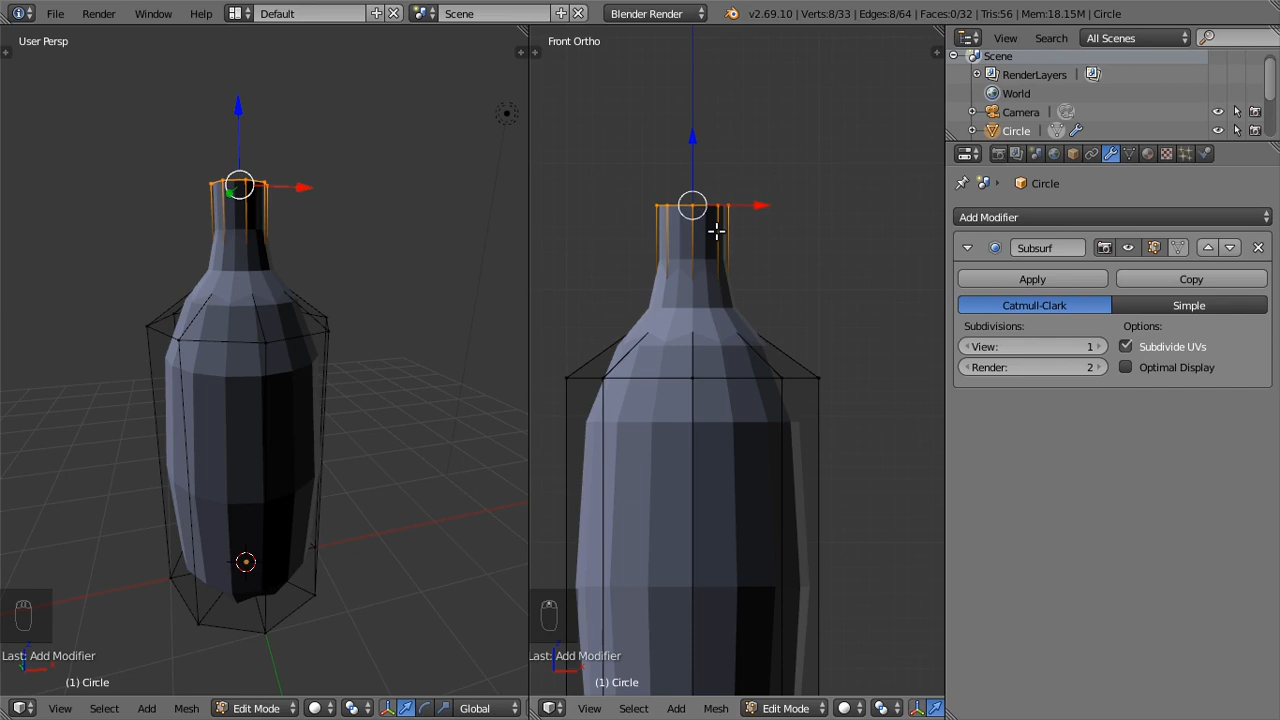 File Render Window Help Default Scene Blender Render v2.69.10 | Verts:8/33 | Edges:8/64 | Faces:0/32 | Tris:56 | Mem:18.15M | Circle
User Persp
Front Ortho
View Search All Scenes
Scene
RenderLayers
World
Camera
Circle
Circle
Add Modifier
Subsurf
Apply Copy
Catmull-Clark Simple
Subdivisions: Options:
View: 1 Subdivide UVs
Render: 2 Optimal Display
Last: Add Modifier
Last: Add Modifier
(1) Circle
(1) Circle
View Select Add Mesh Edit Mode Global
View Select Add Mesh Edit Mode